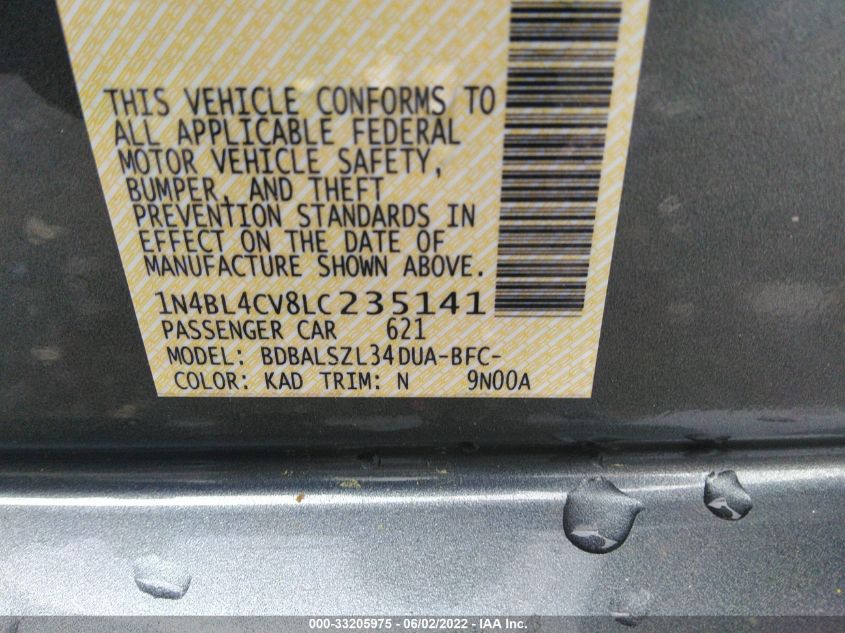 THIS VEHICLE CONFORMS TO
ALL APPLICABLE FEDERAL
MOTOR VEHICLE SAFETY,
BUMPER, AND THEFT
PREVENTION STANDARDS IN
EFFECT ON THE DATE OF
MANUFACTURE SHOWN ABOVE.
1N4BL4CV8LC235141
PASSENGER CAR 621
MODEL: BDBALSZL34DUA-BFC-
COLOR: KAD TRIM: N 9N00A
000-33205975 - 06/02/2022 - IAA Inc.